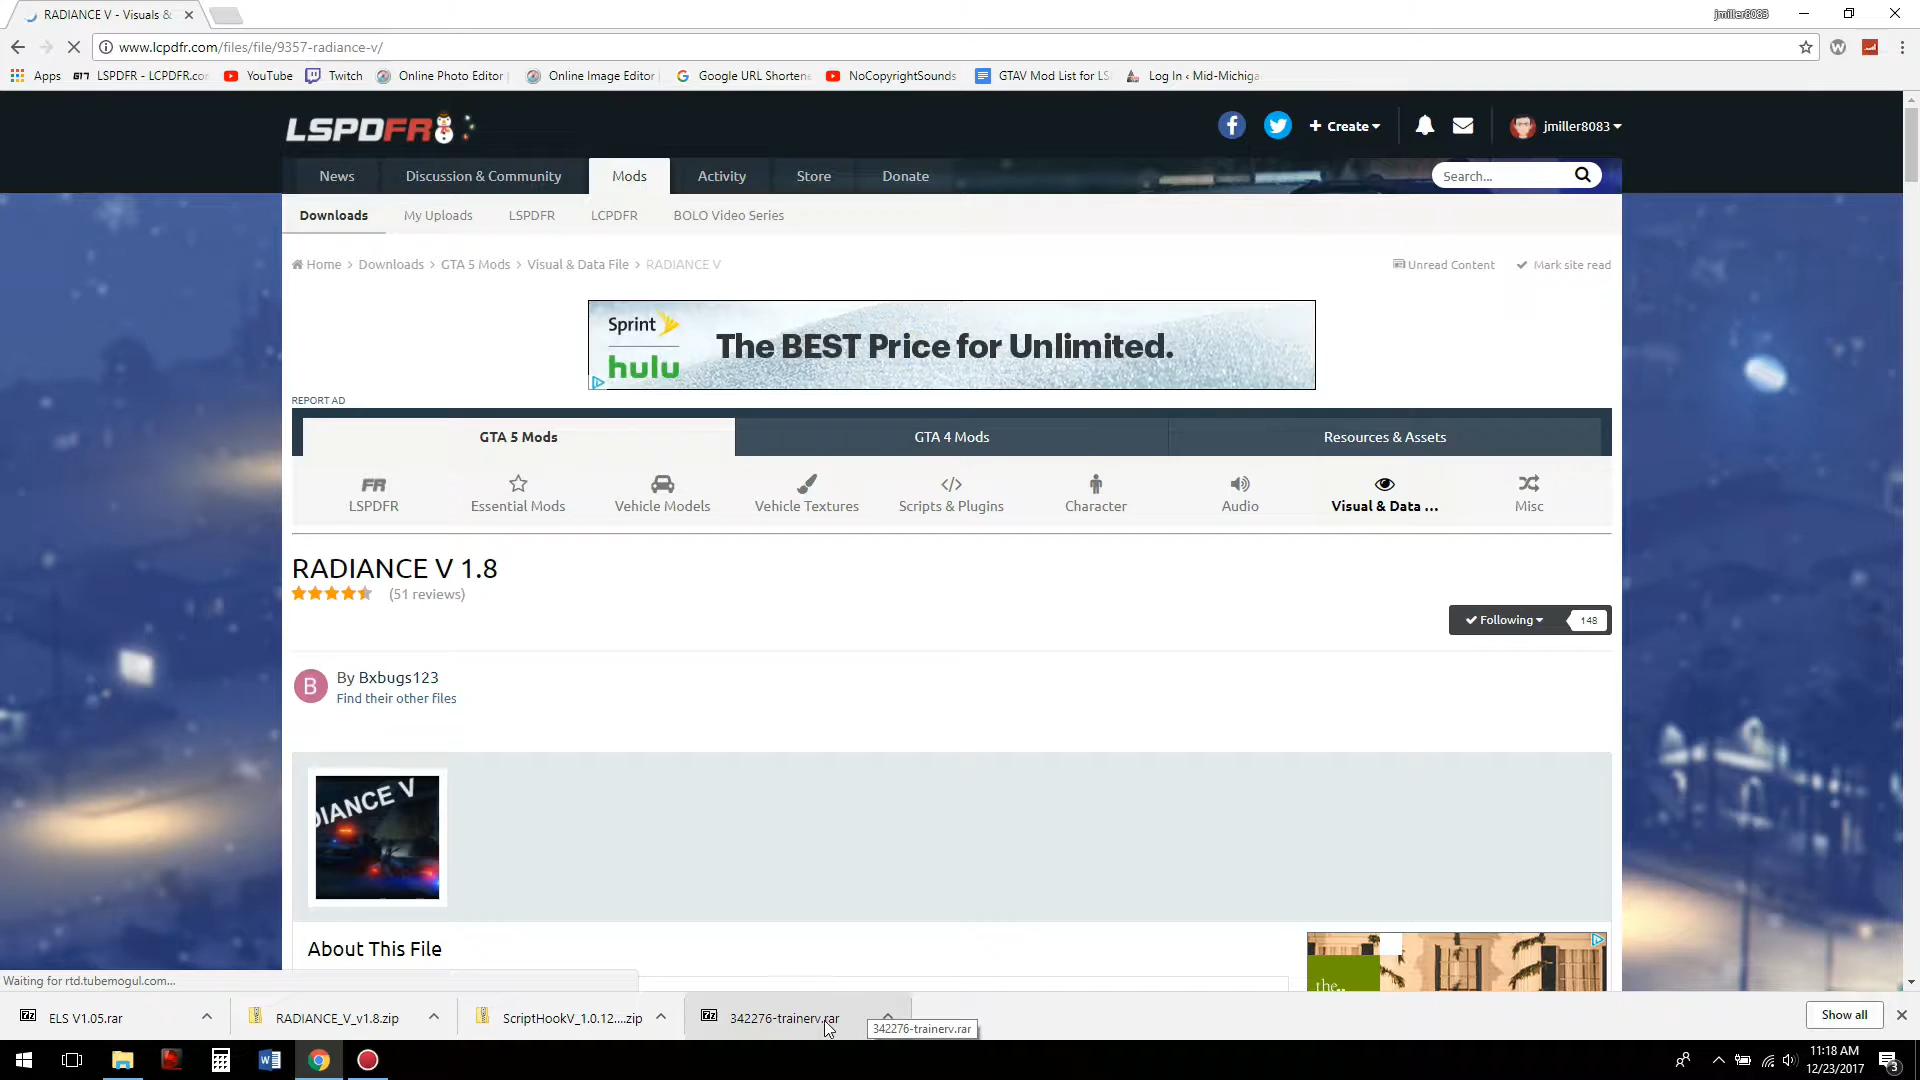 RADIANCE V - Visuals &
jmiller8083
www.lcpdfr.com/files/file/9357-radiance-v/
Apps
G17 LSPDFR - LCPDFR.co
YouTube
Twitch
Online Photo Editor
Online Image Editor
Google URL Shortene
NoCopyrightSounds
GTAV Mod List for LS
Log In ‹ Mid-Michiga
LSPDFR
+ Create
jmiller8083
News
Discussion & Community
Mods
Activity
Store
Donate
Search...
Downloads
My Uploads
LSPDFR
LCPDFR
BOLO Video Series
Home > Downloads > GTA 5 Mods > Visual & Data File > RADIANCE V
Unread Content
Mark site read
Sprint
hulu
The BEST Price for Unlimited.
REPORT AD
GTA 5 Mods
GTA 4 Mods
Resources & Assets
FR
LSPDFR
Essential Mods
Vehicle Models
Vehicle Textures
Scripts & Plugins
Character
Audio
Visual & Data ...
Misc
RADIANCE V 1.8
(51 reviews)
Following
148
B
By Bxbugs123
Find their other files
DIANCE V
About This File
the..
Waiting for rtd.tubemogul.com...
ELS V1.05.rar
RADIANCE_V_v1.8.zip
ScriptHookV_1.0.12....zip
342276-trainerv.rar
342276-trainerv.rar
Show all
11:18 AM
12/23/2017
3